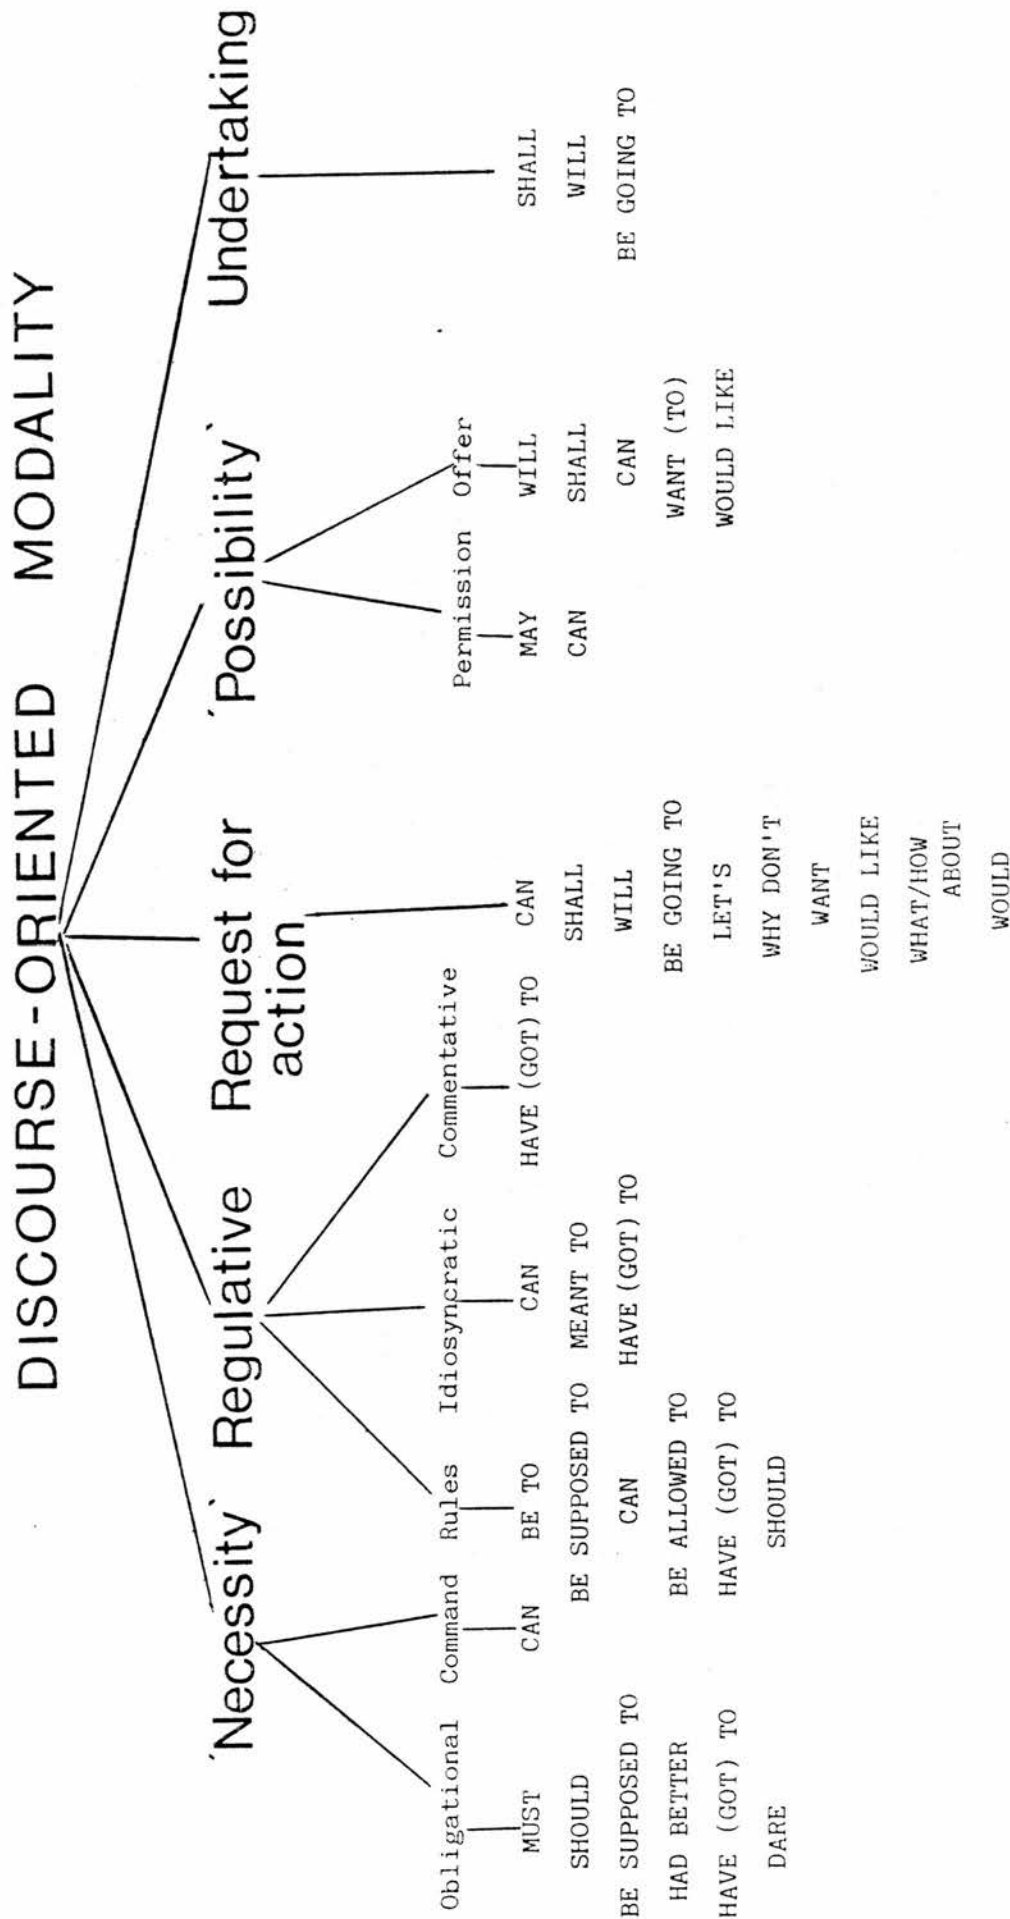 DISCOURSE-ORIENTED MODALITY
'Necessity'
Regulative
Request for
action
'Possibility'
Undertaking
Obligational
MUST
SHOULD
BE SUPPOSED TO
HAD BETTER
HAVE (GOT) TO
DARE
Command
CAN
Rules
BE TO
BE SUPPOSED TO
CAN
BE ALLOWED TO
HAVE (GOT) TO
SHOULD
Idiosyncratic
CAN
MEANT TO
HAVE (GOT) TO
Commentative
HAVE (GOT) TO
CAN
SHALL
WILL
BE GOING TO
LET'S
WHY DON'T
WANT
WOULD LIKE
WHAT/HOW
ABOUT
WOULD
Permission
MAY
CAN
Offer
WILL
SHALL
CAN
WANT (TO)
WOULD LIKE
SHALL
WILL
BE GOING TO